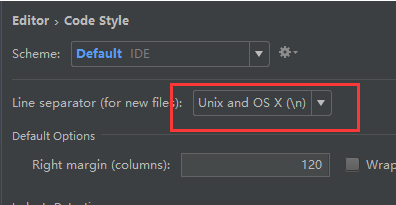 Editor › Code Style
Scheme: Default IDE
Line separator (for new files): Unix and OS X (\n)
Default Options
Right margin (columns): 120 Wrap